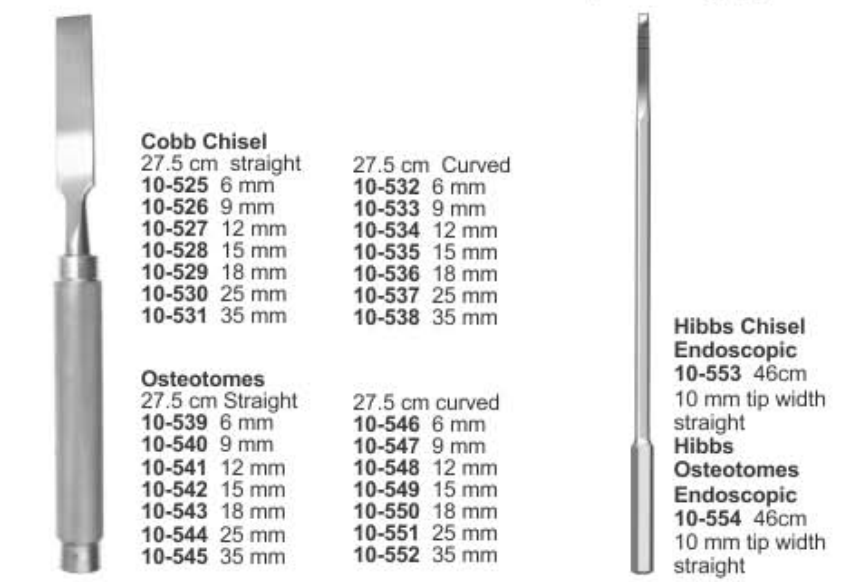 Cobb Chisel
27.5 cm straight
10-525 6 mm
10-526 9 mm
10-527 12 mm
10-528 15 mm
10-529 18 mm
10-530 25 mm
10-531 35 mm
27.5 cm Curved
10-532 6 mm
10-533 9 mm
10-534 12 mm
10-535 15 mm
10-536 18 mm
10-537 25 mm
10-538 35 mm
Osteotomes
27.5 cm Straight
10-539 6 mm
10-540 9 mm
10-541 12 mm
10-542 15 mm
10-543 18 mm
10-544 25 mm
10-545 35 mm
27.5 cm curved
10-546 6 mm
10-547 9 mm
10-548 12 mm
10-549 15 mm
10-550 18 mm
10-551 25 mm
10-552 35 mm
Hibbs Chisel
Endoscopic
10-553 46cm
10 mm tip width
straight
Hibbs
Osteotomes
Endoscopic
10-554 46cm
10 mm tip width
straight